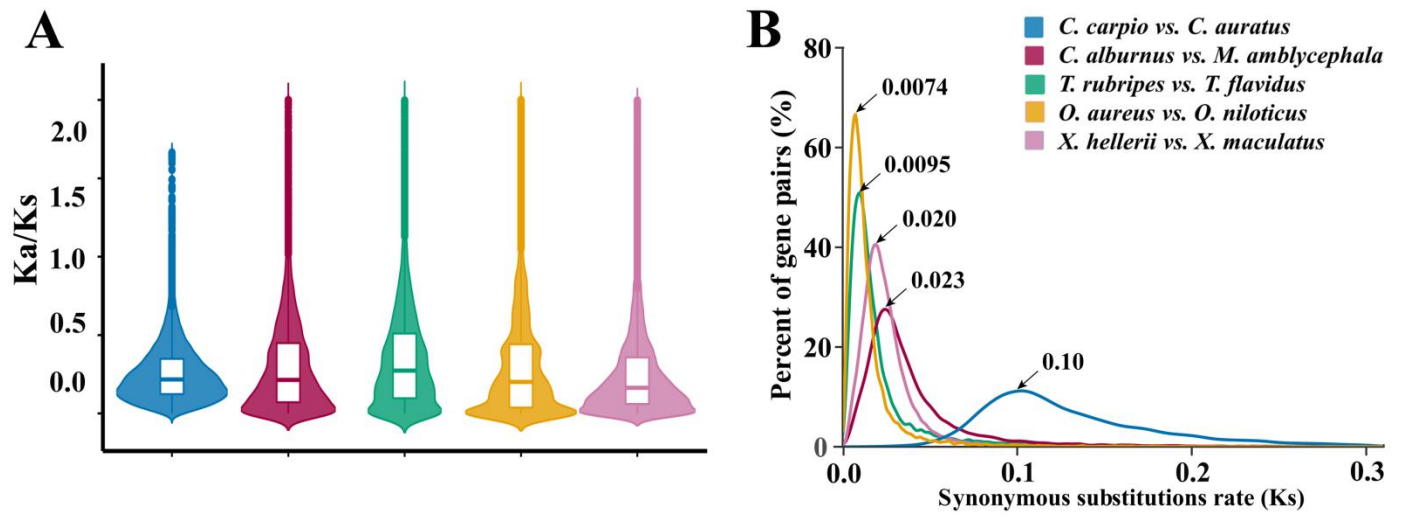 A
Ka/Ks
2.0
1.5
1.0
0.5
0.0
B
C. carpio vs. C. auratus
C. alburnus vs. M. amblycephala
T. rubripes vs. T. flavidus
O. aureus vs. O. niloticus
X. hellerii vs. X. maculatus
Percent of gene pairs (%)
80
60
40
20
0
0.0074
0.0095
0.020
0.023
0.10
0.0
0.1
0.2
0.3
Synonymous substitutions rate (Ks)